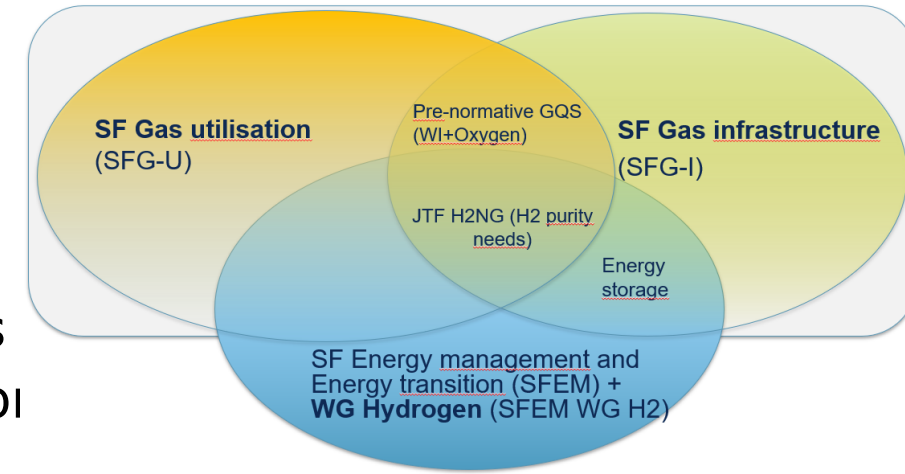 SF Gas utilisation
(SFG-U)
Pre-normative GQS
(WI+Oxygen)
SF Gas infrastructure
(SFG-I)
JTF H2NG (H2 purity
needs)
Energy
storage
SF Energy management and
Energy transition (SFEM) +
WG Hydrogen (SFEM WG H2)